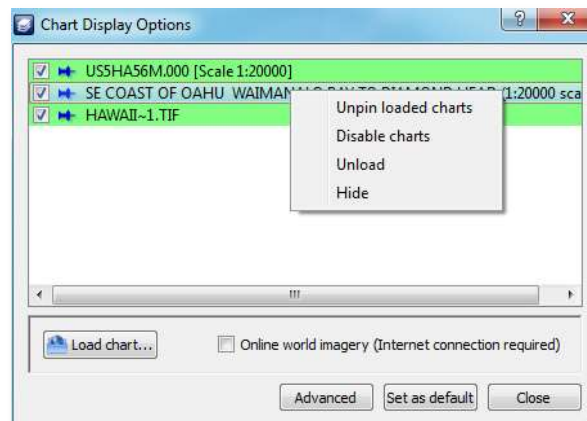 Chart Display Options
US5HA56M.000 [Scale 1:20000]
SE COAST OF OAHU WAIMAN
(1:20000 sca
HAWAII~1.TIF
Unpin loaded charts
Disable charts
Unload
Hide
Load chart...
Online world imagery (Internet connection required)
Advanced
Set as default
Close